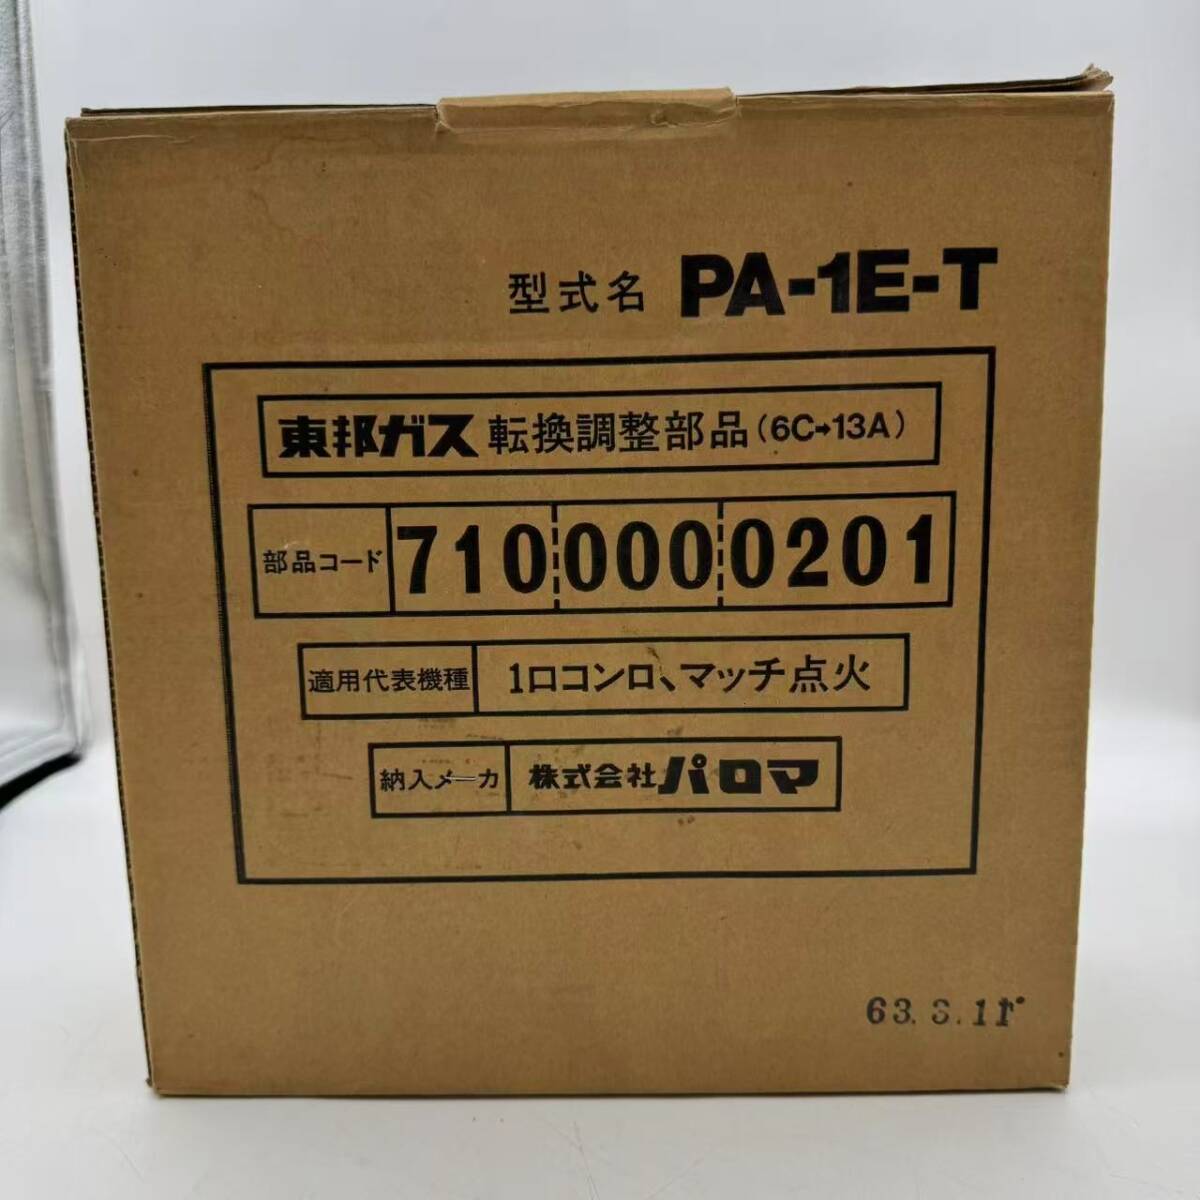 型式名 PA-1E-T
東邦ガス 転換調整部品(6C→13A)
部品コード 710 000 0201
適用代表機種 1口コンロ、マッチ点火
納入メーカ 株式会社パロマ
63.